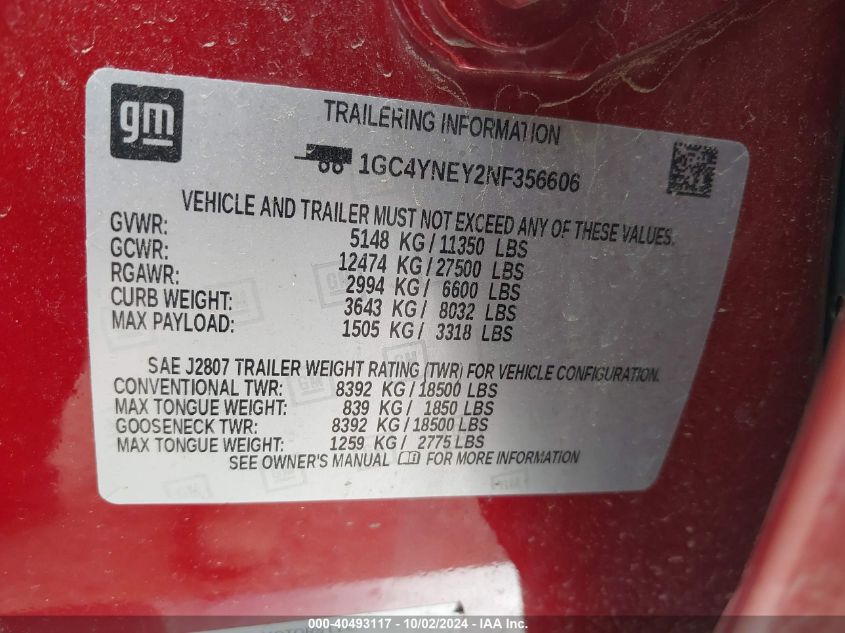 gm
TRAILERING INFORMATION
1GC4YNEY2NF356606
VEHICLE AND TRAILER MUST NOT EXCEED ANY OF THESE VALUES.
GVWR: 5148 KG / 11350 LBS
GCWR: 12474 KG / 27500 LBS
RGAWR: 2994 KG / 6600 LBS
CURB WEIGHT: 3643 KG / 8032 LBS
MAX PAYLOAD: 1505 KG / 3318 LBS
SAE J2807 TRAILER WEIGHT RATING (TWR) FOR VEHICLE CONFIGURATION.
CONVENTIONAL TWR: 8392 KG / 18500 LBS
MAX TONGUE WEIGHT: 839 KG / 1850 LBS
GOOSENECK TWR: 8392 KG / 18500 LBS
MAX TONGUE WEIGHT: 1259 KG / 2775 LBS
SEE OWNER'S MANUAL FOR MORE INFORMATION
000-40493117 - 10/02/2024 - IAA Inc.